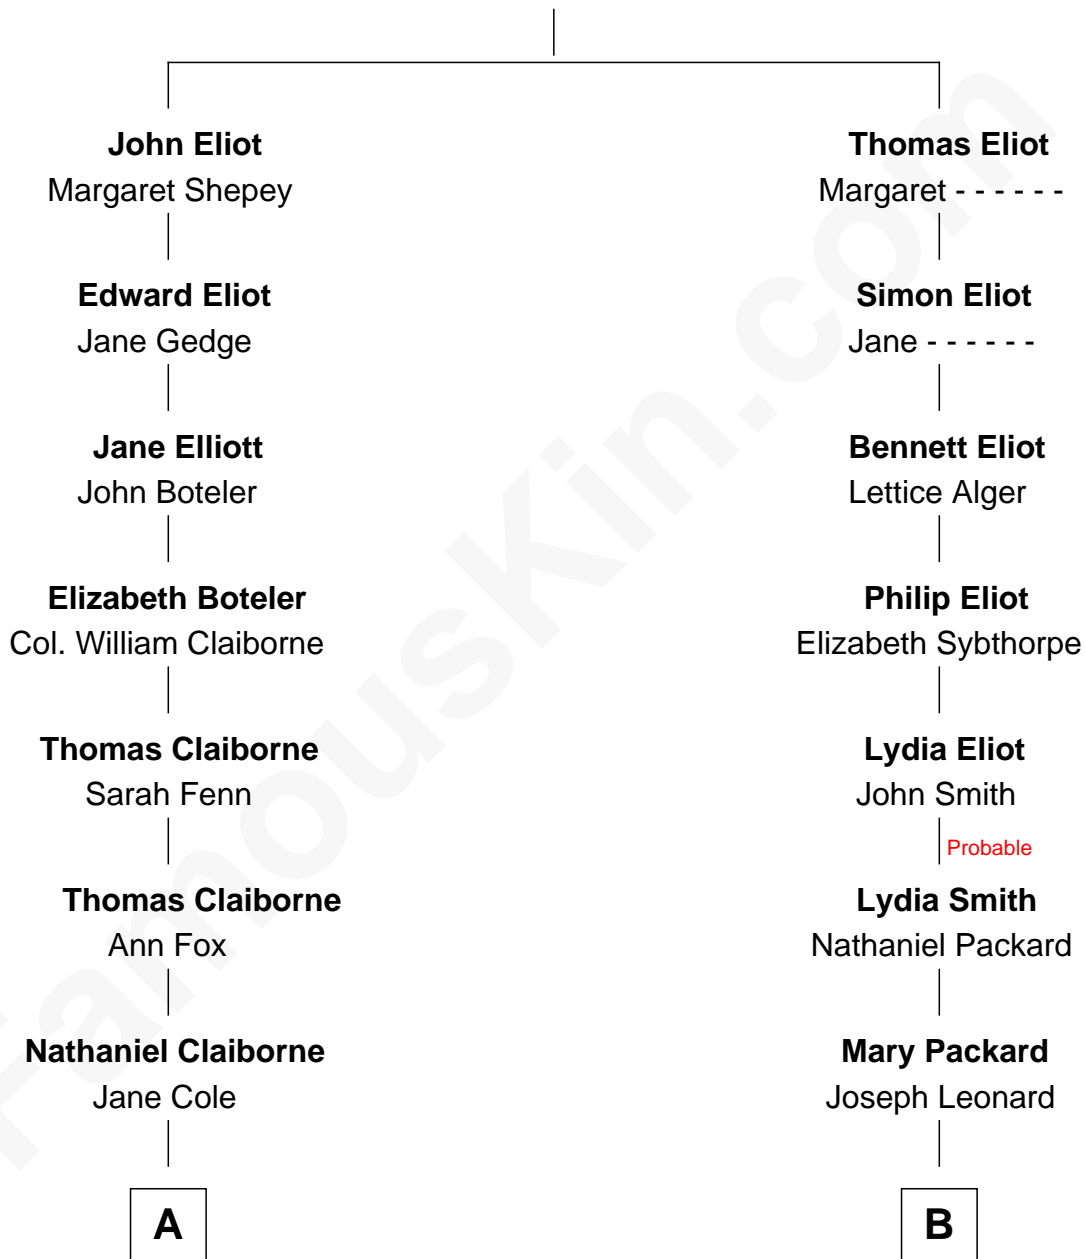 John Eliot
Margaret Shepey
Edward Eliot
Jane Gedge
Jane Elliott
John Boteler
Elizabeth Boteler
Col. William Claiborne
Thomas Claiborne
Sarah Fenn
Thomas Claiborne
Ann Fox
Nathaniel Claiborne
Jane Cole
A
Thomas Eliot
Margaret - - - - - -
Simon Eliot
Jane - - - - - -
Bennett Eliot
Lettice Alger
Philip Eliot
Elizabeth Sybthorpe
Lydia Eliot
John Smith
Probable
Lydia Smith
Nathaniel Packard
Mary Packard
Joseph Leonard
B
FamousKin.com